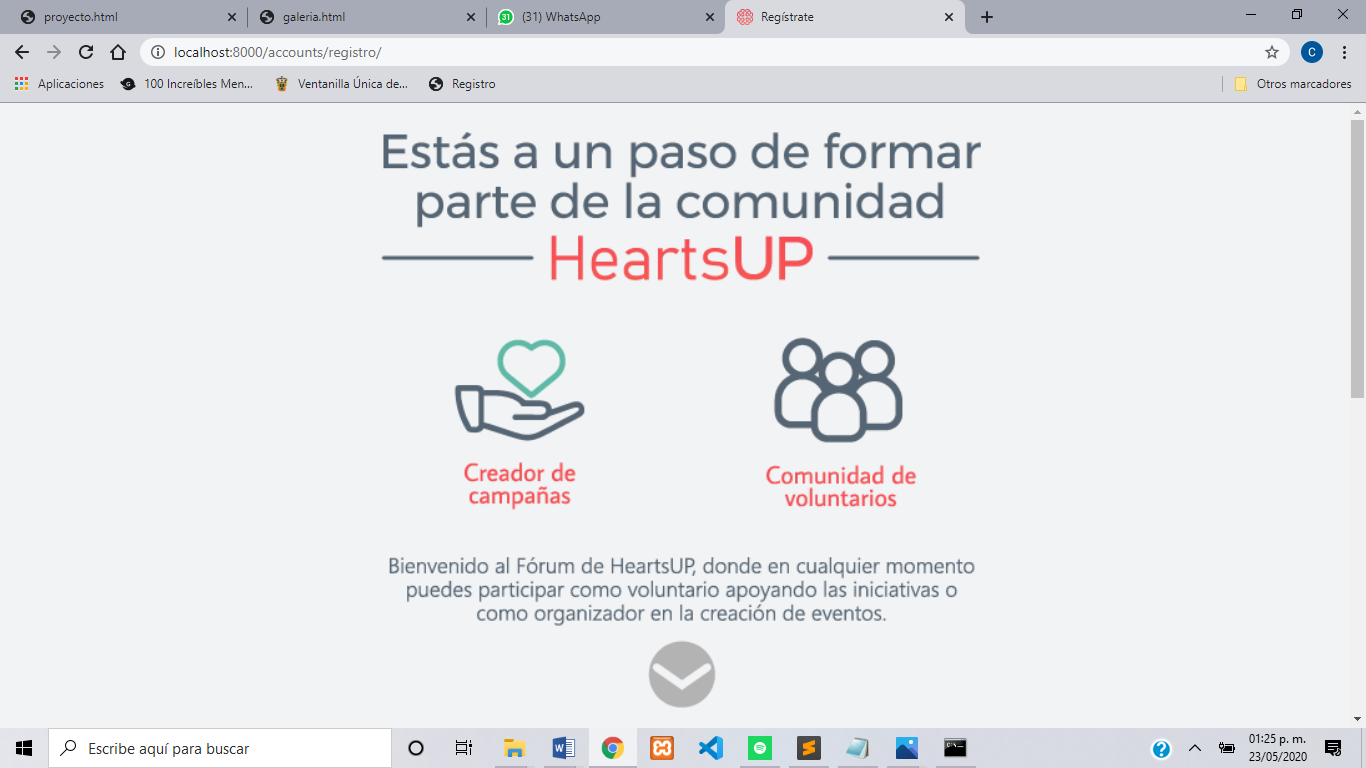 proyecto.html
galeria.html
31
(31) WhatsApp
Regístrate
localhost:8000/accounts/registro/
C
Aplicaciones
G
100 Increíbles Men...
Ventanilla Única de...
Registro
Otros marcadores
Estás a un paso de formar
parte de la comunidad
HeartsUP
Creador de
campañas
Comunidad de
voluntarios
Bienvenido al Fórum de HeartsUP, donde en cualquier momento
puedes participar como voluntario apoyando las iniciativas o
como organizador en la creación de eventos.
Escribe aquí para buscar
01:25 p. m.
23/05/2020